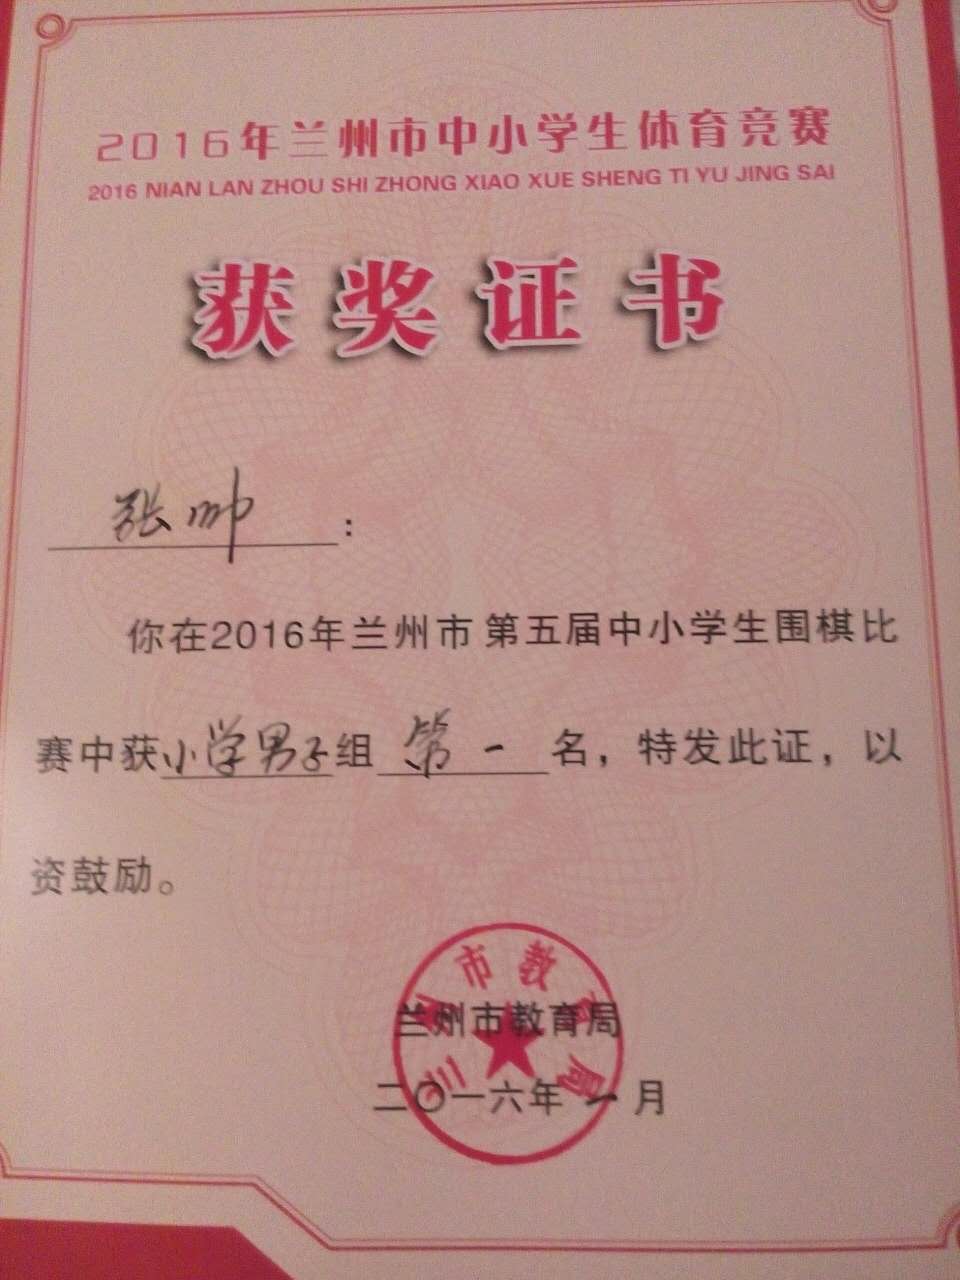 2016年兰州市中小学生体育竞赛
2016 NIAN LAN ZHOU SHI ZHONG XIAO XUE SHENG TI YU JING SAI
获奖证书
张帅：
你在2016年兰州市第五届中小学生围棋比
赛中获小学男子组第一名，特发此证，以
资鼓励。
兰州市教育局
兰州市教育局
二〇一六年一月